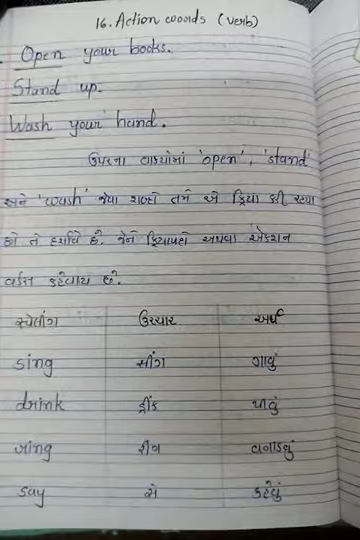 16. Action words (verb)
Open your books.
Stand up.
Wash your hand.
ઉપરના વાક્યોમાં 'open', 'stand'
અને 'wash' જેવા શબ્દો તમે જે ક્રિયા કરી રહ્યા
છો તે દર્શાવે છે. જેને ક્રિયાપદો અથવા એક્શન
વર્ડસ કહેવાય છે.
સ્પેલીંગ ઉચ્ચાર અર્થ
sing સીંગ ગાવું
drink ડ્રીંક પીવું
ring રીંગ વગાડવું
say સે કહેવું